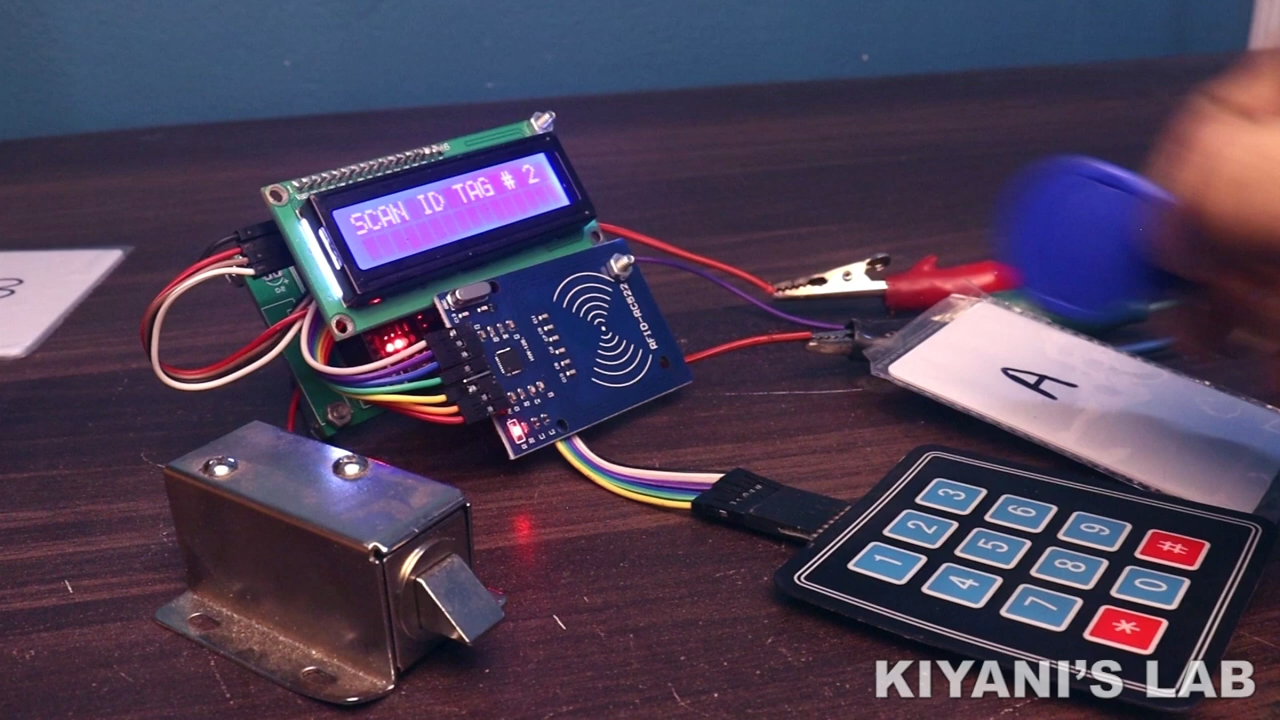 SCAN ID TAG # 2
RFID-RC522
A
1 2 3
4 5 6
7 8 9
* 0 #
KIYANI'S LAB